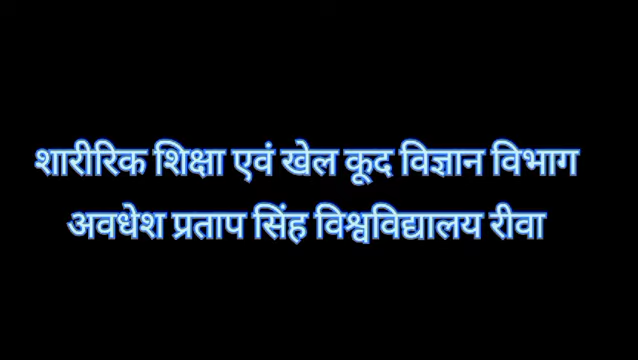 शारीरिक शिक्षा एवं खेल कूद विज्ञान विभाग
अवधेश प्रताप सिंह विश्वविद्यालय रीवा